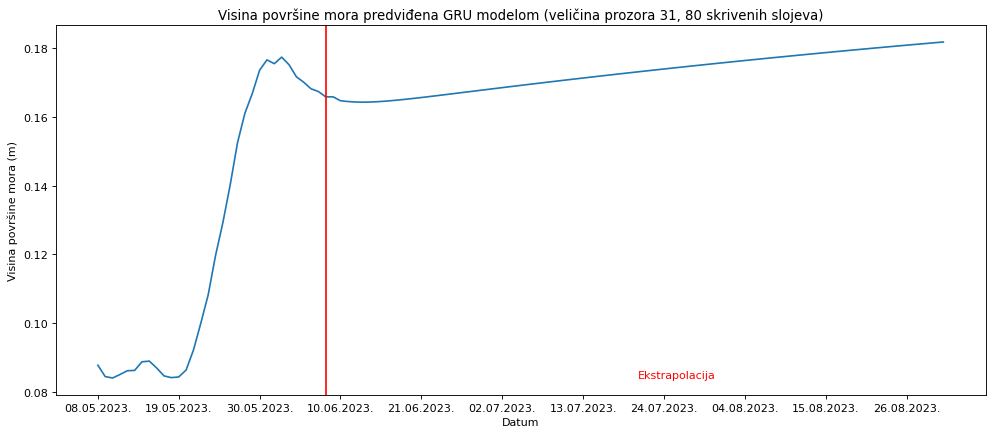 Visina površine mora predviđena GRU modelom (veličina prozora 31, 80 skrivenih slojeva)
Visina površine mora (m)
0.18
0.16
0.14
0.12
0.10
0.08
Ekstrapolacija
08.05.2023. 19.05.2023. 30.05.2023. 10.06.2023. 21.06.2023. 02.07.2023. 13.07.2023. 24.07.2023. 04.08.2023. 15.08.2023. 26.08.2023.
Datum